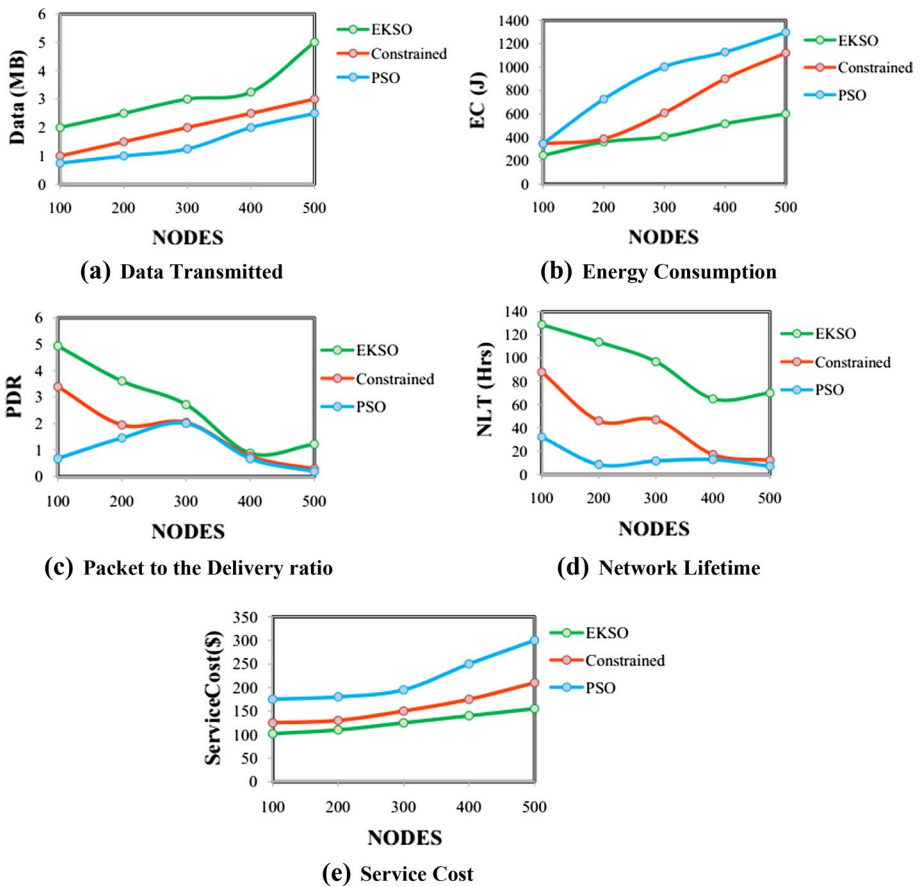 6
5
4
3
2
1
0
Data (MB)
100 200 300 400 500
NODES
EKSO
Constrained
PSO
(a) Data Transmitted
1400
1200
1000
800
600
400
200
0
EC (J)
100 200 300 400 500
NODES
EKSO
Constrained
PSO
(b) Energy Consumption
6
5
4
3
2
1
0
PDR
100 200 300 400 500
NODES
EKSO
Constrained
PSO
(c) Packet to the Delivery ratio
140
120
100
80
60
40
20
0
NLT (Hrs)
100 200 300 400 500
NODES
EKSO
Constrained
PSO
(d) Network Lifetime
350
300
250
200
150
100
50
0
ServiceCost($)
100 200 300 400 500
NODES
EKSO
Constrained
PSO
(e) Service Cost